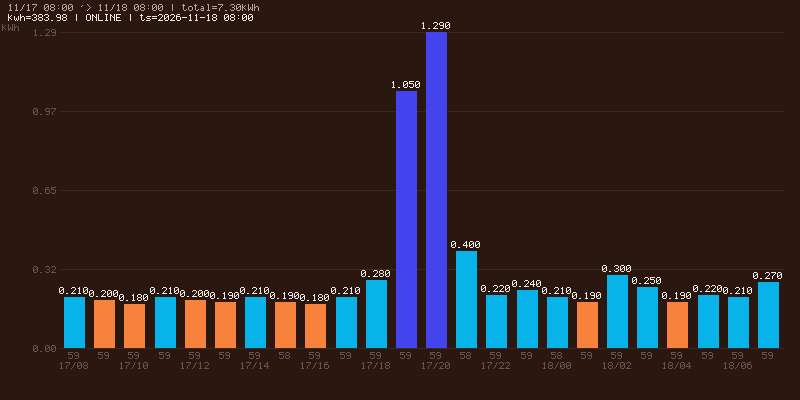 11/17 08:00 -> 11/18 08:00 | total=7.30kWh
Kwh=383.98 | ONLINE | ts=2026-11-18 08:00
kWh
1.29
0.97
0.65
0.32
0.00
0.210 0.200 0.180 0.210 0.200 0.190 0.210 0.190 0.180 0.210 0.280 1.050 1.290 0.400 0.220 0.240 0.210 0.190 0.300 0.250 0.190 0.220 0.210 0.270
59 59 59 59 59 59 59 58 59 59 59 59 59 58 59 59 58 59 59 59 59 59 59 59
17/08 17/10 17/12 17/14 17/16 17/18 17/20 17/22 18/00 18/02 18/04 18/06